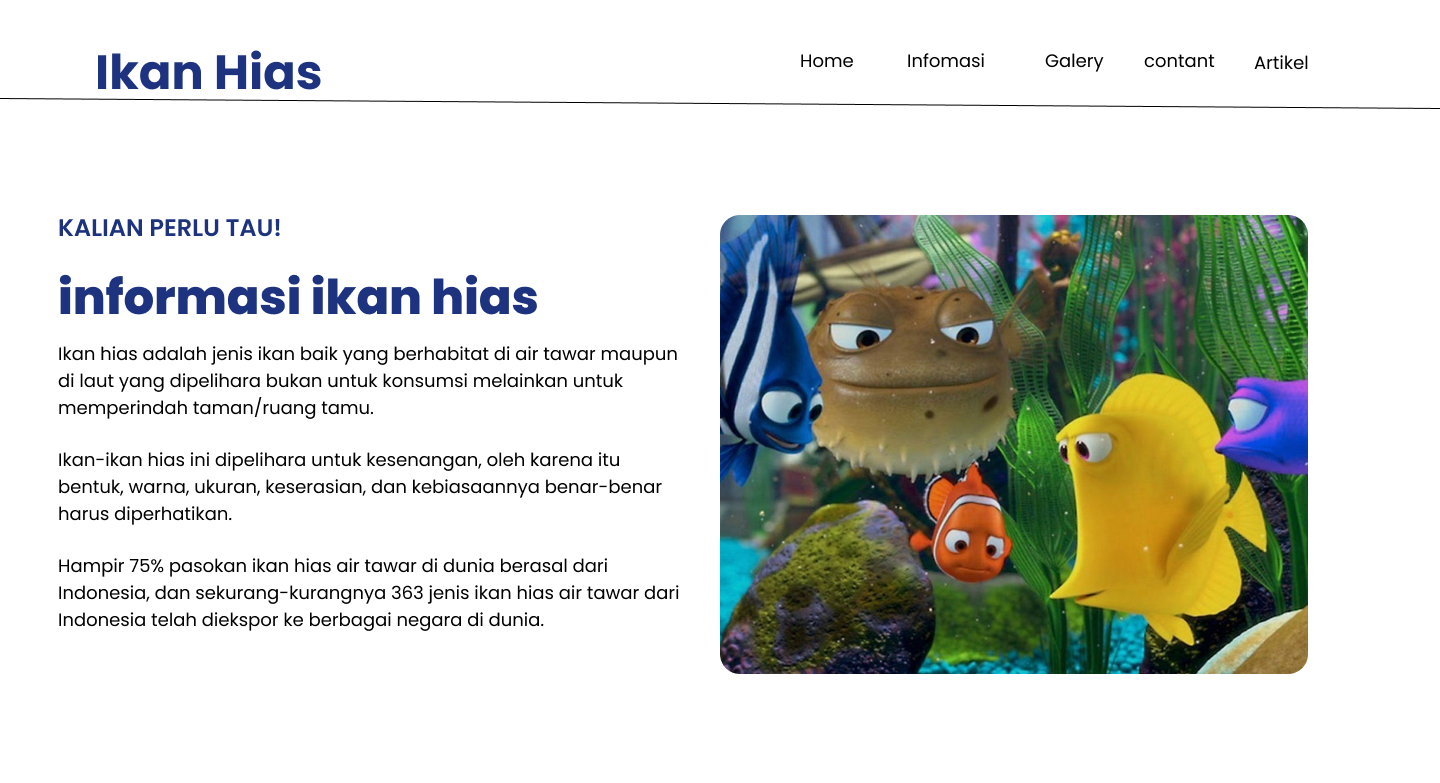 Ikan Hias
Home Infomasi Galery contant Artikel
KALIAN PERLU TAU!
informasi ikan hias
Ikan hias adalah jenis ikan baik yang berhabitat di air tawar maupun
di laut yang dipelihara bukan untuk konsumsi melainkan untuk
memperindah taman/ruang tamu.
Ikan-ikan hias ini dipelihara untuk kesenangan, oleh karena itu
bentuk, warna, ukuran, keserasian, dan kebiasaannya benar-benar
harus diperhatikan.
Hampir 75% pasokan ikan hias air tawar di dunia berasal dari
Indonesia, dan sekurang-kurangnya 363 jenis ikan hias air tawar dari
Indonesia telah diekspor ke berbagai negara di dunia.